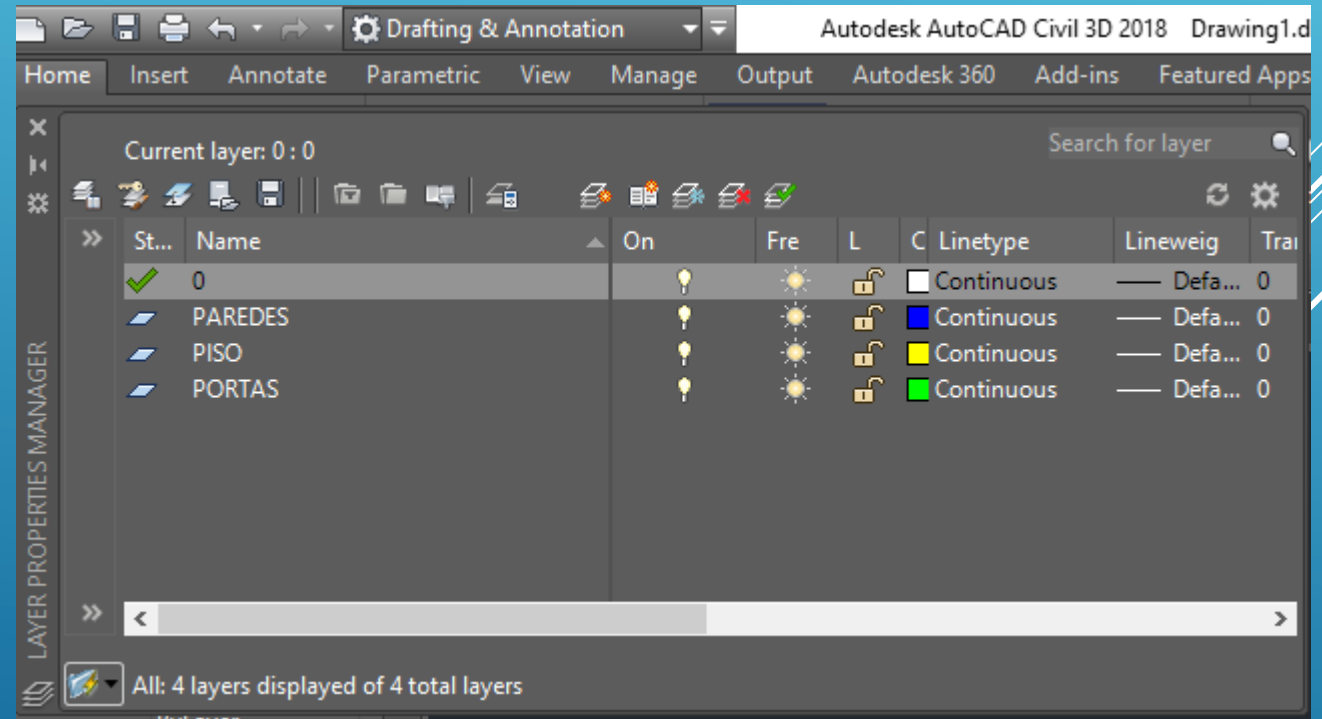 Drafting & Annotation Autodesk AutoCAD Civil 3D 2018 Drawing1.d
Home Insert Annotate Parametric View Manage Output Autodesk 360 Add-ins Featured Apps
Current layer: 0 : 0
Search for layer
St... Name On Fre L C Linetype Lineweig Tra
0 Continuous Defa... 0
PAREDES Continuous Defa... 0
PISO Continuous Defa... 0
PORTAS Continuous Defa... 0
LAYER PROPERTIES MANAGER
All: 4 layers displayed of 4 total layers